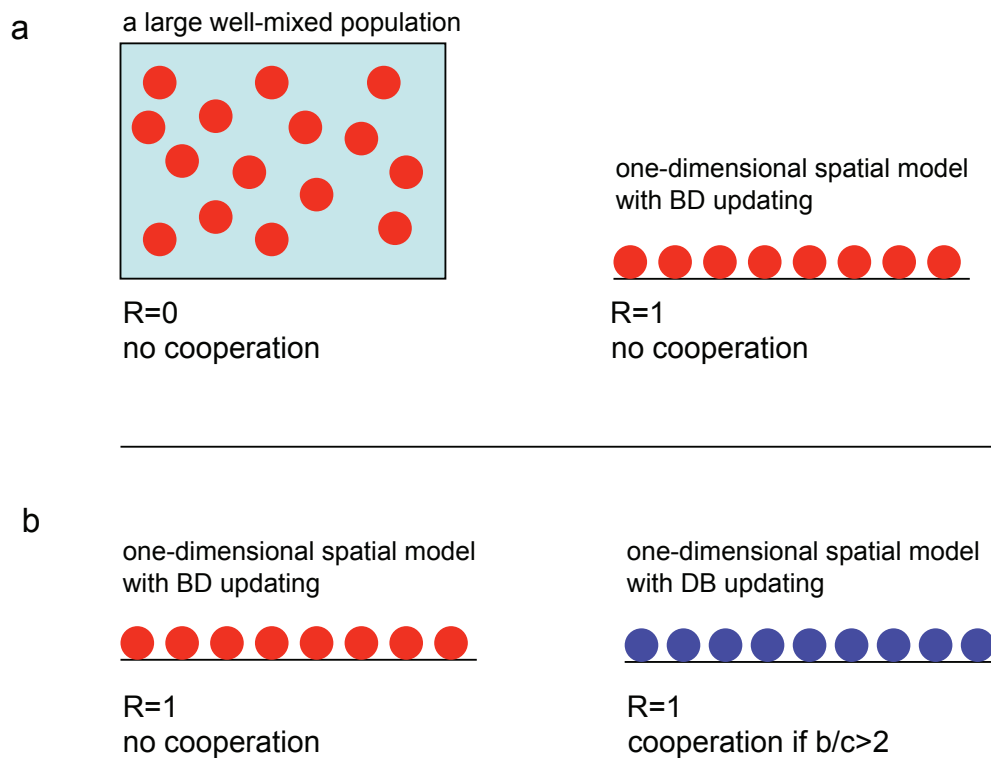 a
a large well-mixed population
R=0
no cooperation
one-dimensional spatial model
with BD updating
R=1
no cooperation
b
one-dimensional spatial model
with BD updating
R=1
no cooperation
one-dimensional spatial model
with DB updating
R=1
cooperation if b/c>2